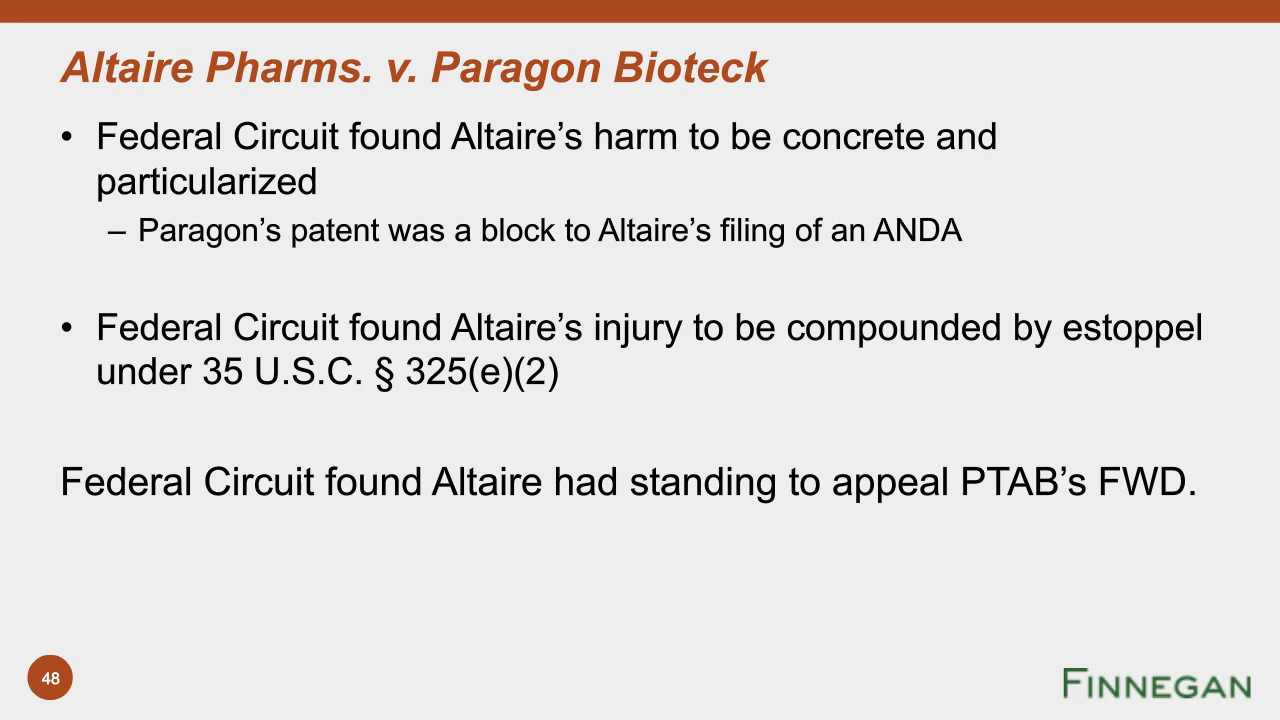 Altaire Pharms. v. Paragon Bioteck
• Federal Circuit found Altaire’s harm to be concrete and
particularized
– Paragon’s patent was a block to Altaire’s filing of an ANDA
• Federal Circuit found Altaire’s injury to be compounded by estoppel
under 35 U.S.C. § 325(e)(2)
Federal Circuit found Altaire had standing to appeal PTAB’s FWD.
48
FINNEGAN